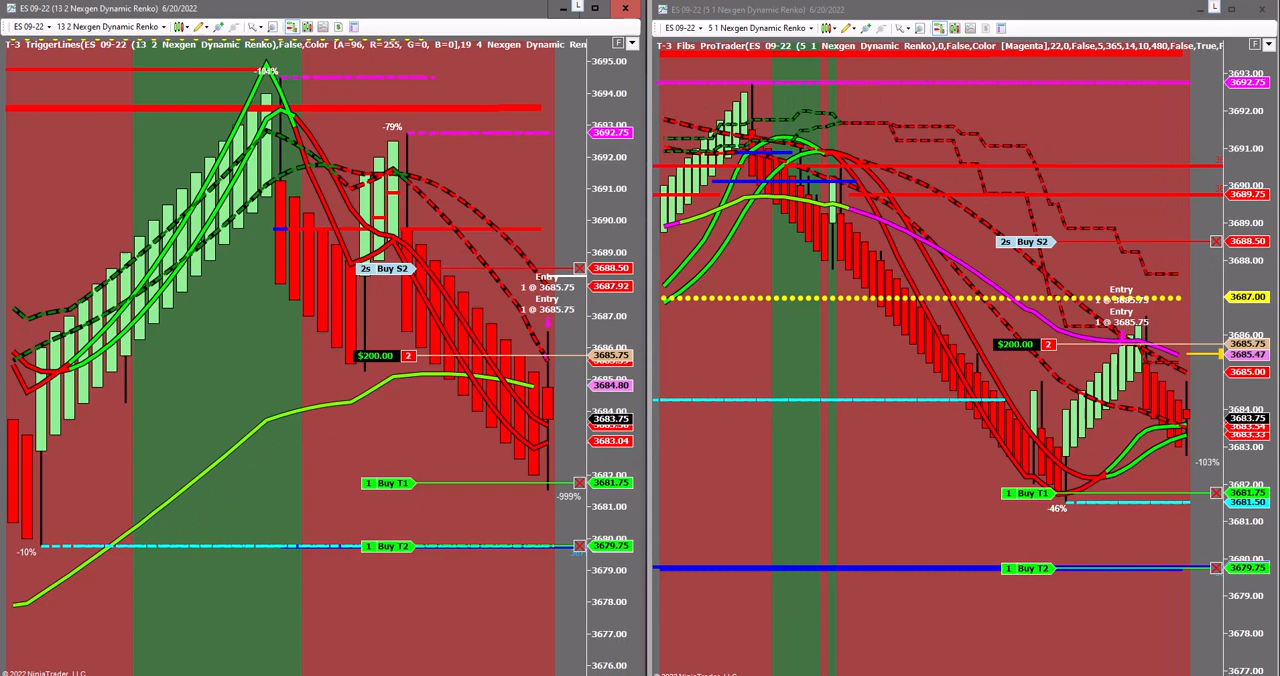 ES 09-22 (13 2 Nexgen Dynamic Renko) 6/20/2022
L
ES 09-22
13 2 Nexgen Dynamic Renko
T-3 TriggerLines(ES 09-22 (13 2 Nexgen Dynamic Renko),False,Color [A=96, R=255, G=0, B=0],19 4 Nexgen Dynamic Ren
F
3695.00
3694.00
3692.75
3692.00
3691.00
3690.00
3689.00
3688.50
3687.92
3687.00
3686.00
3685.75
3684.80
3684.00
3683.75
3683.04
3682.00
3681.75
3681.00
3679.75
3679.00
3678.00
3677.00
3676.00
-104%
-79%
2s Buy S2
Entry
1 @ 3685.75
Entry
1 @ 3685.75
$200.00 2
1 Buy T1
-999%
1 Buy T2
-10%
© 2022 NinjaTrader, LLC
ES 09-22 (5 1 Nexgen Dynamic Renko) 6/20/2022
L
ES 09-22
5 1 Nexgen Dynamic Renko
T-3 Fibs ProTrader(ES 09-22 (5 1 Nexgen Dynamic Renko),0,False,Color [Magenta],22,0,False,5,365,14,10,480,False,True,F
F
3693.00
3692.75
3692.00
3691.00
3690.00
3689.75
3689.00
3688.50
3688.00
3687.00
3686.00
3685.75
3685.47
3685.00
3684.00
3683.75
3683.54
3683.33
3683.00
3682.00
3681.75
3681.50
3681.00
3680.00
3679.75
3679.00
3678.00
3677.00
2s Buy S2
Entry
1 @ 3685.75
Entry
1 @ 3685.75
$200.00 2
-103%
1 Buy T1
-46%
1 Buy T2
© 2022 NinjaTrader, LLC